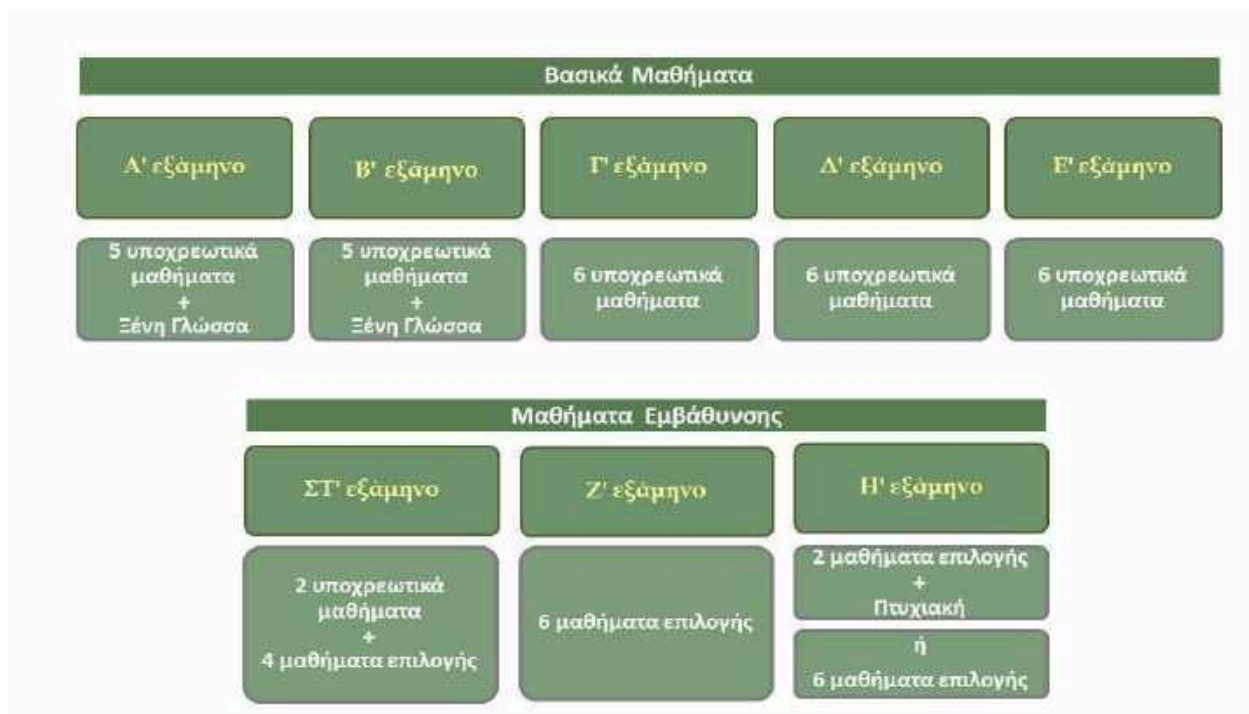 Βασικά Μαθήματα
Α' εξάμηνο
Β' εξάμηνο
Γ' εξάμηνο
Δ' εξάμηνο
Ε' εξάμηνο
5 υποχρεωτικά
μαθήματα
+
Ξένη Γλώσσα
5 υποχρεωτικά
μαθήματα
+
Ξένη Γλώσσα
6 υποχρεωτικά
μαθήματα
6 υποχρεωτικά
μαθήματα
6 υποχρεωτικά
μαθήματα
Μαθήματα Εμβάθυνσης
ΣΤ' εξάμηνο
Ζ' εξάμηνο
Η' εξάμηνο
2 υποχρεωτικά
μαθήματα
+
4 μαθήματα επιλογής
6 μαθήματα επιλογής
2 μαθήματα επιλογής
+
Πτυχιακή
ή
6 μαθήματα επιλογής